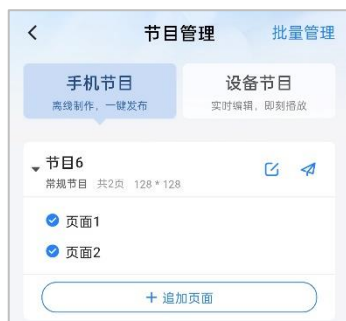 节目管理 批量管理
手机节目 设备节目
离线制作，一键发布 实时编辑，即刻播放
节目6
常规节目 共2页 128 * 128
页面1
页面2
+ 追加页面